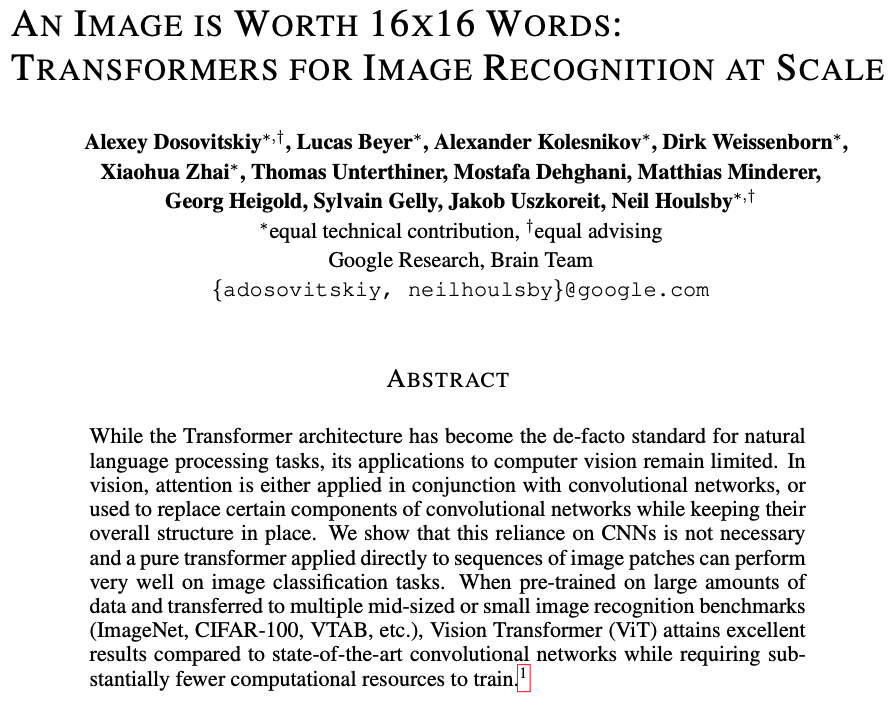 AN IMAGE IS WORTH 16X16 WORDS:
TRANSFORMERS FOR IMAGE RECOGNITION AT SCALE
Alexey Dosovitskiy∗,†, Lucas Beyer∗, Alexander Kolesnikov∗, Dirk Weissenborn∗,
Xiaohua Zhai∗, Thomas Unterthiner, Mostafa Dehghani, Matthias Minderer,
Georg Heigold, Sylvain Gelly, Jakob Uszkoreit, Neil Houlsby∗,†
∗equal technical contribution, †equal advising
Google Research, Brain Team
{adosovitskiy, neilhoulsby}@google.com
ABSTRACT
While the Transformer architecture has become the de-facto standard for natural
language processing tasks, its applications to computer vision remain limited. In
vision, attention is either applied in conjunction with convolutional networks, or
used to replace certain components of convolutional networks while keeping their
overall structure in place. We show that this reliance on CNNs is not necessary
and a pure transformer applied directly to sequences of image patches can perform
very well on image classification tasks. When pre-trained on large amounts of
data and transferred to multiple mid-sized or small image recognition benchmarks
(ImageNet, CIFAR-100, VTAB, etc.), Vision Transformer (ViT) attains excellent
results compared to state-of-the-art convolutional networks while requiring sub-
stantially fewer computational resources to train.1